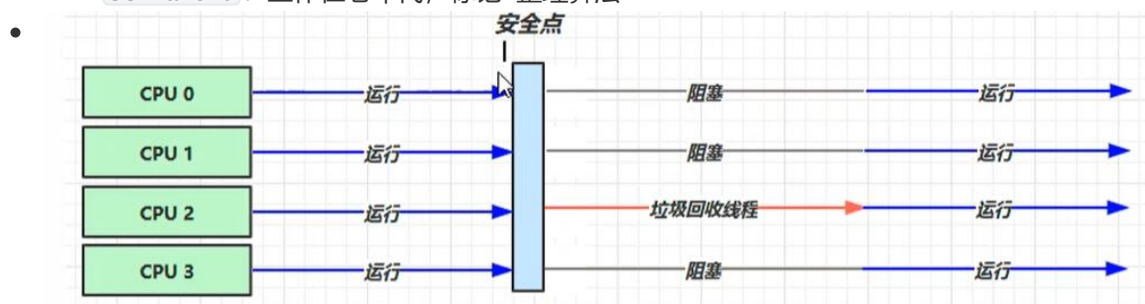 安全点
CPU 0 运行 阻塞 运行
CPU 1 运行 阻塞 运行
CPU 2 运行 垃圾回收线程 运行
CPU 3 运行 阻塞 运行